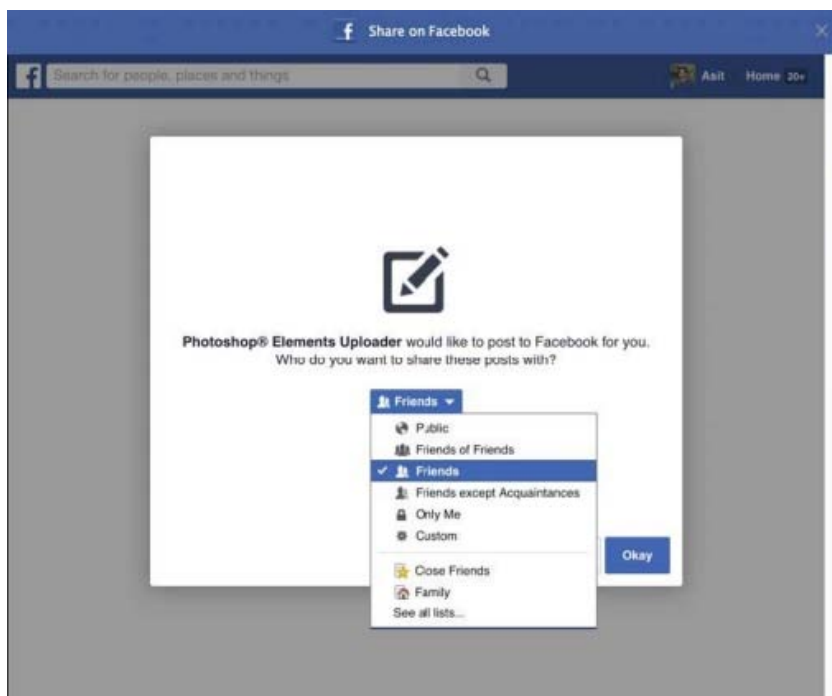 f Share on Facebook
f Search for people, places and things Asit Home 20+
Photoshop® Elements Uploader would like to post to Facebook for you.
Who do you want to share these posts with?
Friends
Public
Friends of Friends
Friends
Friends except Acquaintances
Only Me
Custom
Okay
Close Friends
Family
See all lists...